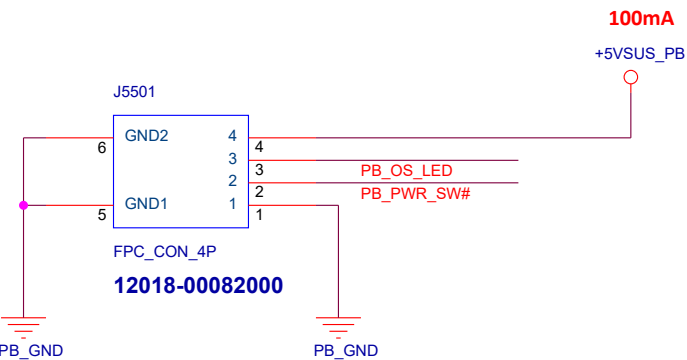 100mA
+5VSUS_PB
J5501
6 GND2 4 4
3 3 PB_OS_LED
2 2 PB_PWR_SW#
5 GND1 1 1
FPC_CON_4P
12018-00082000
PB_GND PB_GND